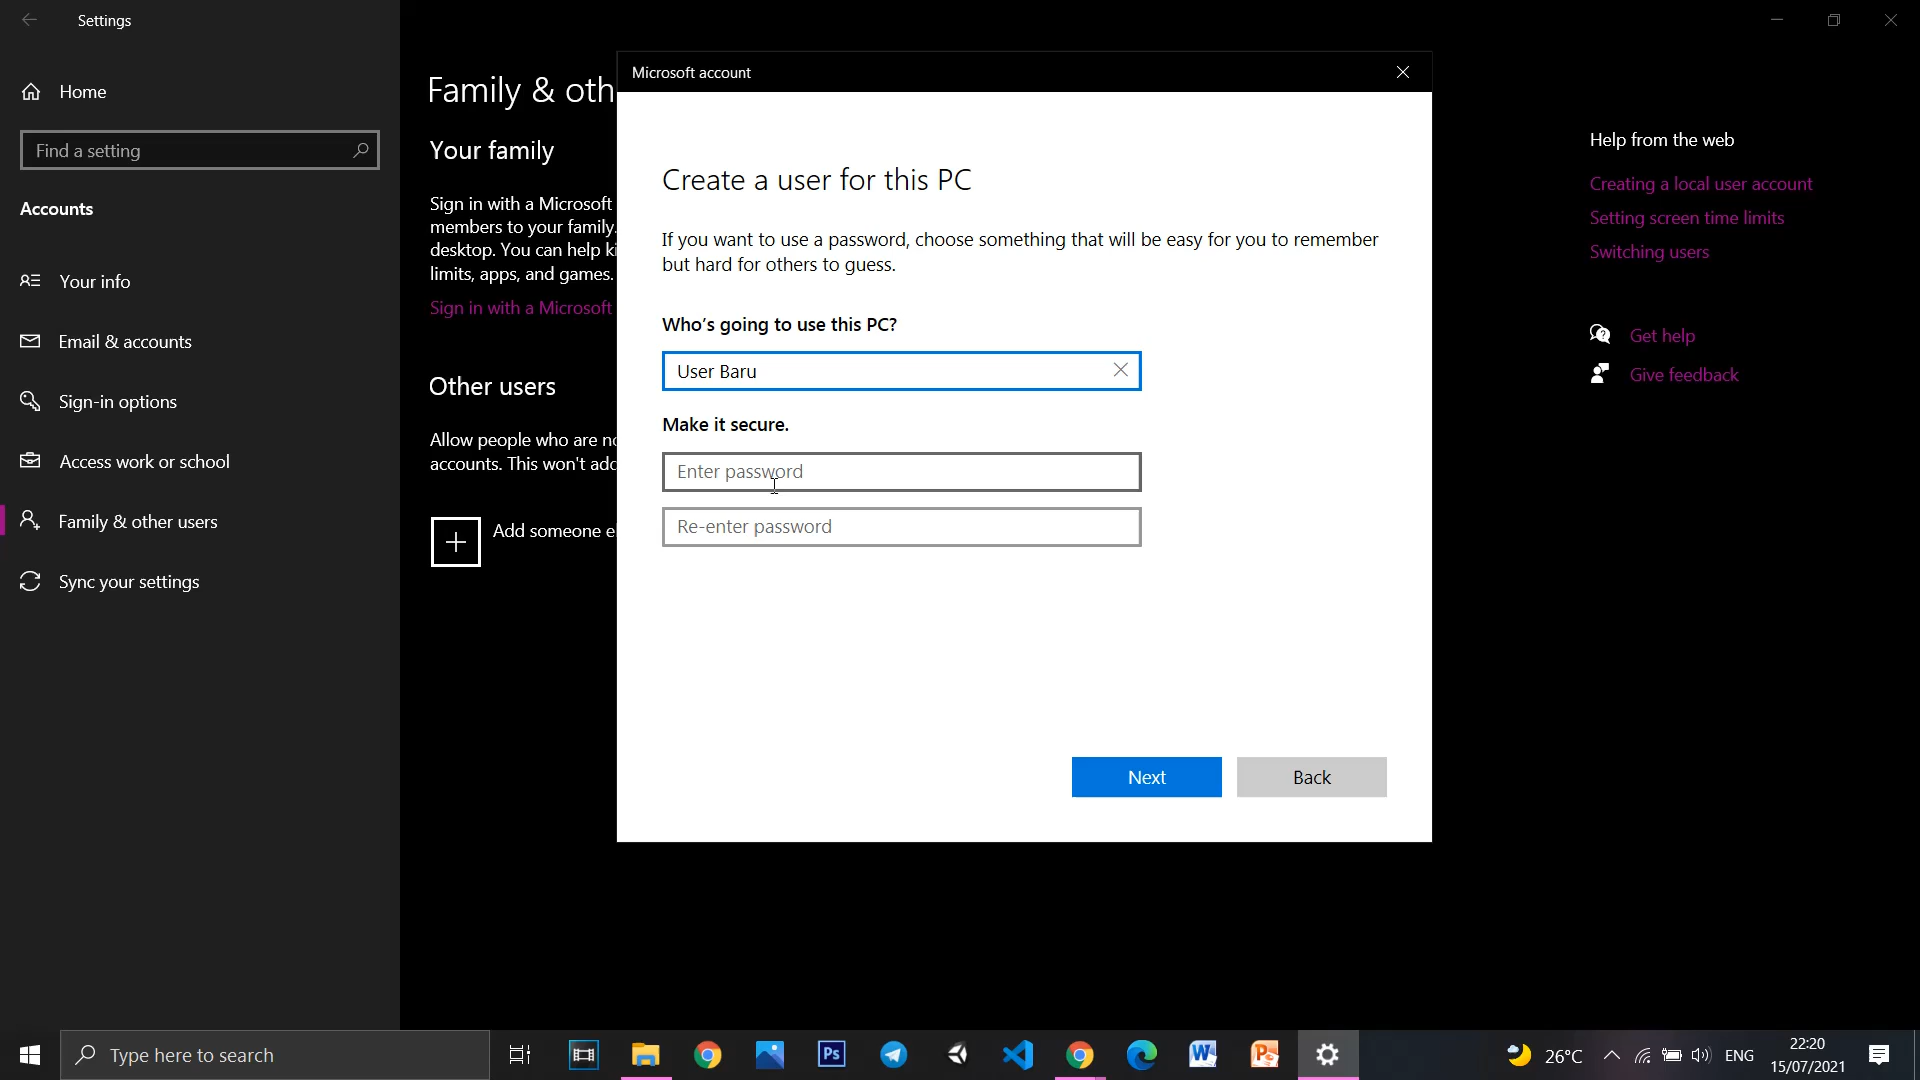 Settings
Home
Find a setting
Accounts
Your info
Email & accounts
Sign-in options
Access work or school
Family & other users
Sync your settings
Family & oth
Your family
Sign in with a Microsoft
members to your family.
desktop. You can help ki
limits, apps, and games.
Sign in with a Microsoft
Other users
Allow people who are no
accounts. This won't add
Add someone el
Microsoft account
Create a user for this PC
If you want to use a password, choose something that will be easy for you to remember
but hard for others to guess.
Who's going to use this PC?
User Baru
Make it secure.
Enter password
Re-enter password
Next
Back
Help from the web
Creating a local user account
Setting screen time limits
Switching users
Get help
Give feedback
Type here to search
Ps
26°C
ENG
22:20
15/07/2021